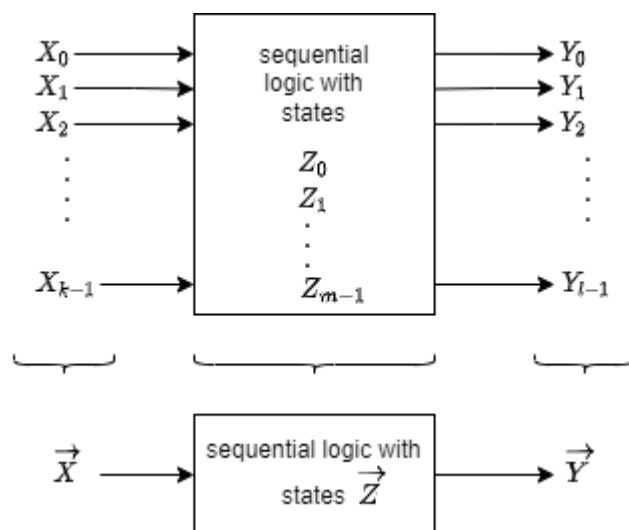 X₀ sequential Y₀
X₁ logic with Y₁
X₂ states Y₂
Z₀
Z₁
Xₖ₋₁ Zₘ₋₁ Yₗ₋₁
X⃗ sequential logic with Y⃗
states Z⃗